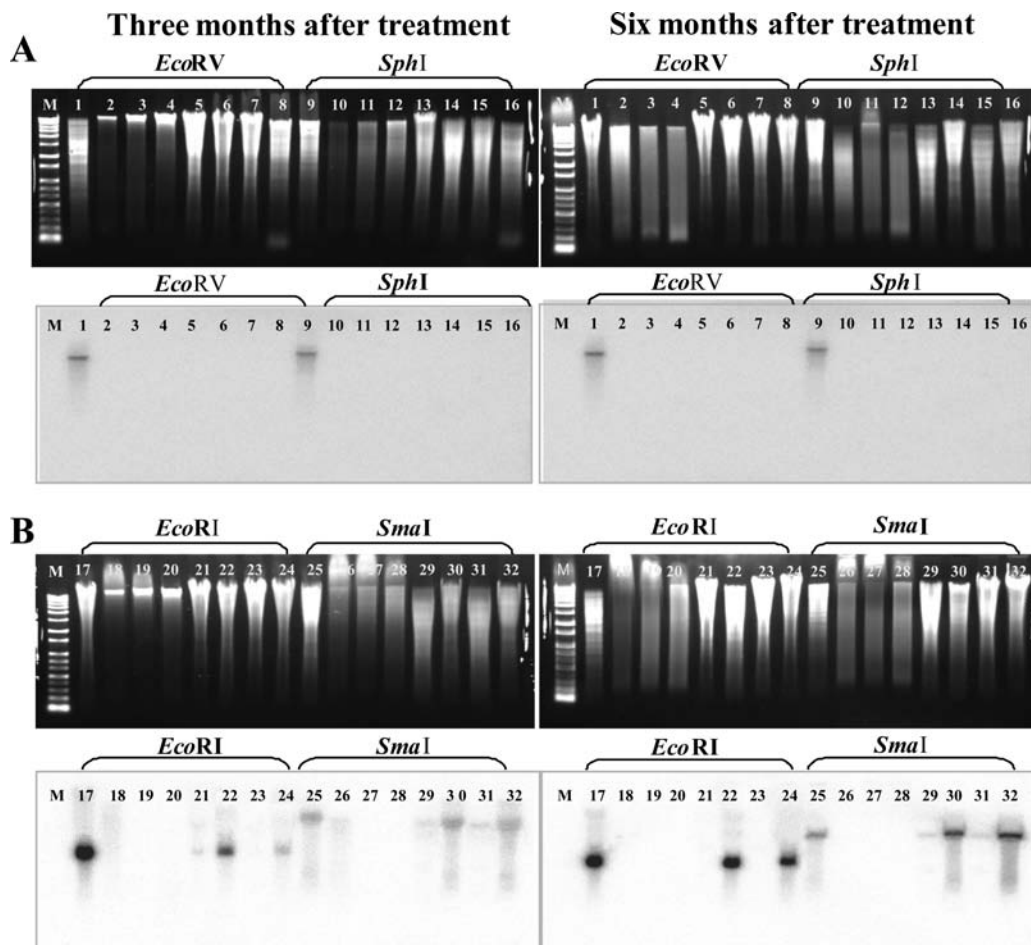 Three months after treatment Six months after treatment
A
EcoRV SphI EcoRV SphI
M 1 2 3 4 5 6 7 8 9 10 11 12 13 14 15 16 M 1 2 3 4 5 6 7 8 9 10 11 12 13 14 15 16
EcoRV SphI EcoRV SphI
M 1 2 3 4 5 6 7 8 9 10 11 12 13 14 15 16 M 1 2 3 4 5 6 7 8 9 10 11 12 13 14 15 16
B
EcoRI SmaI EcoRI SmaI
M 17 18 19 20 21 22 23 24 25 28 29 30 31 32 M 17 20 21 22 23 24 25 26 27 28 29 30 31 32
EcoRI SmaI EcoRI SmaI
M 17 18 19 20 21 22 23 24 25 26 27 28 29 30 31 32 M 17 18 19 20 21 22 23 24 25 26 27 28 29 30 31 32